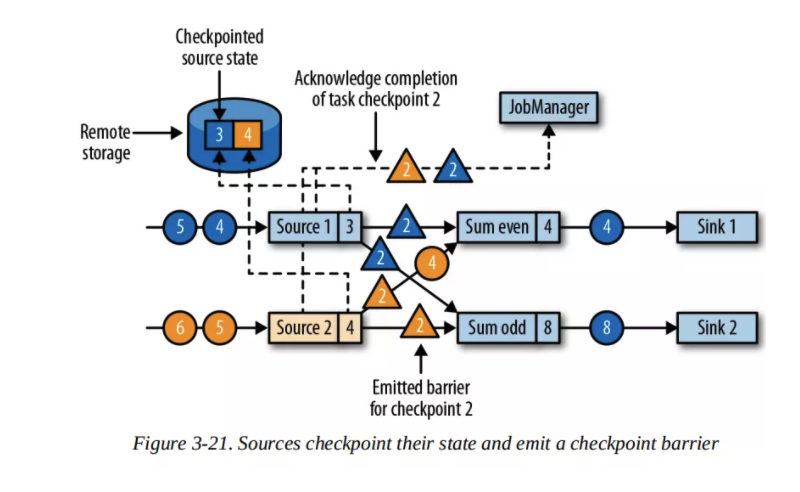 Checkpointed
source state
Acknowledge completion
of task checkpoint 2
JobManager
Remote
storage
3 4
2 2
5 4 Source 1 3 2 Sum even 4 4 Sink 1
2 4
2
6 5 Source 2 4 2 Sum odd 8 8 Sink 2
Emitted barrier
for checkpoint 2
Figure 3-21. Sources checkpoint their state and emit a checkpoint barrier